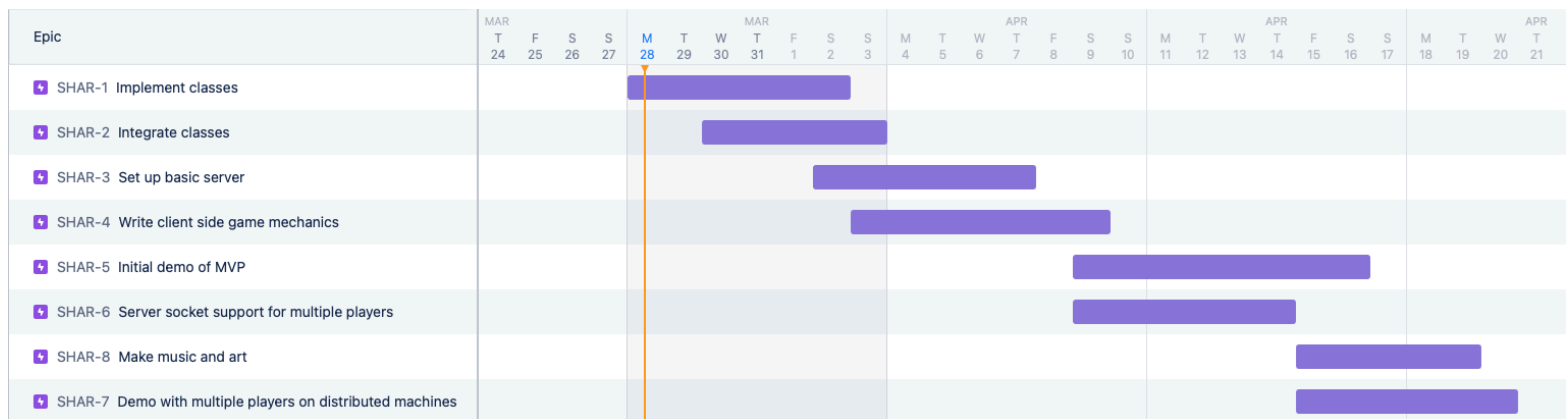 MAR MAR APR APR APR
Epic T F S S M T W T F S S M T W T F S S M T W T F S S M T W T
24 25 26 27 28 29 30 31 1 2 3 4 5 6 7 8 9 10 11 12 13 14 15 16 17 18 19 20 21
SHAR-1 Implement classes
SHAR-2 Integrate classes
SHAR-3 Set up basic server
SHAR-4 Write client side game mechanics
SHAR-5 Initial demo of MVP
SHAR-6 Server socket support for multiple players
SHAR-8 Make music and art
SHAR-7 Demo with multiple players on distributed machines